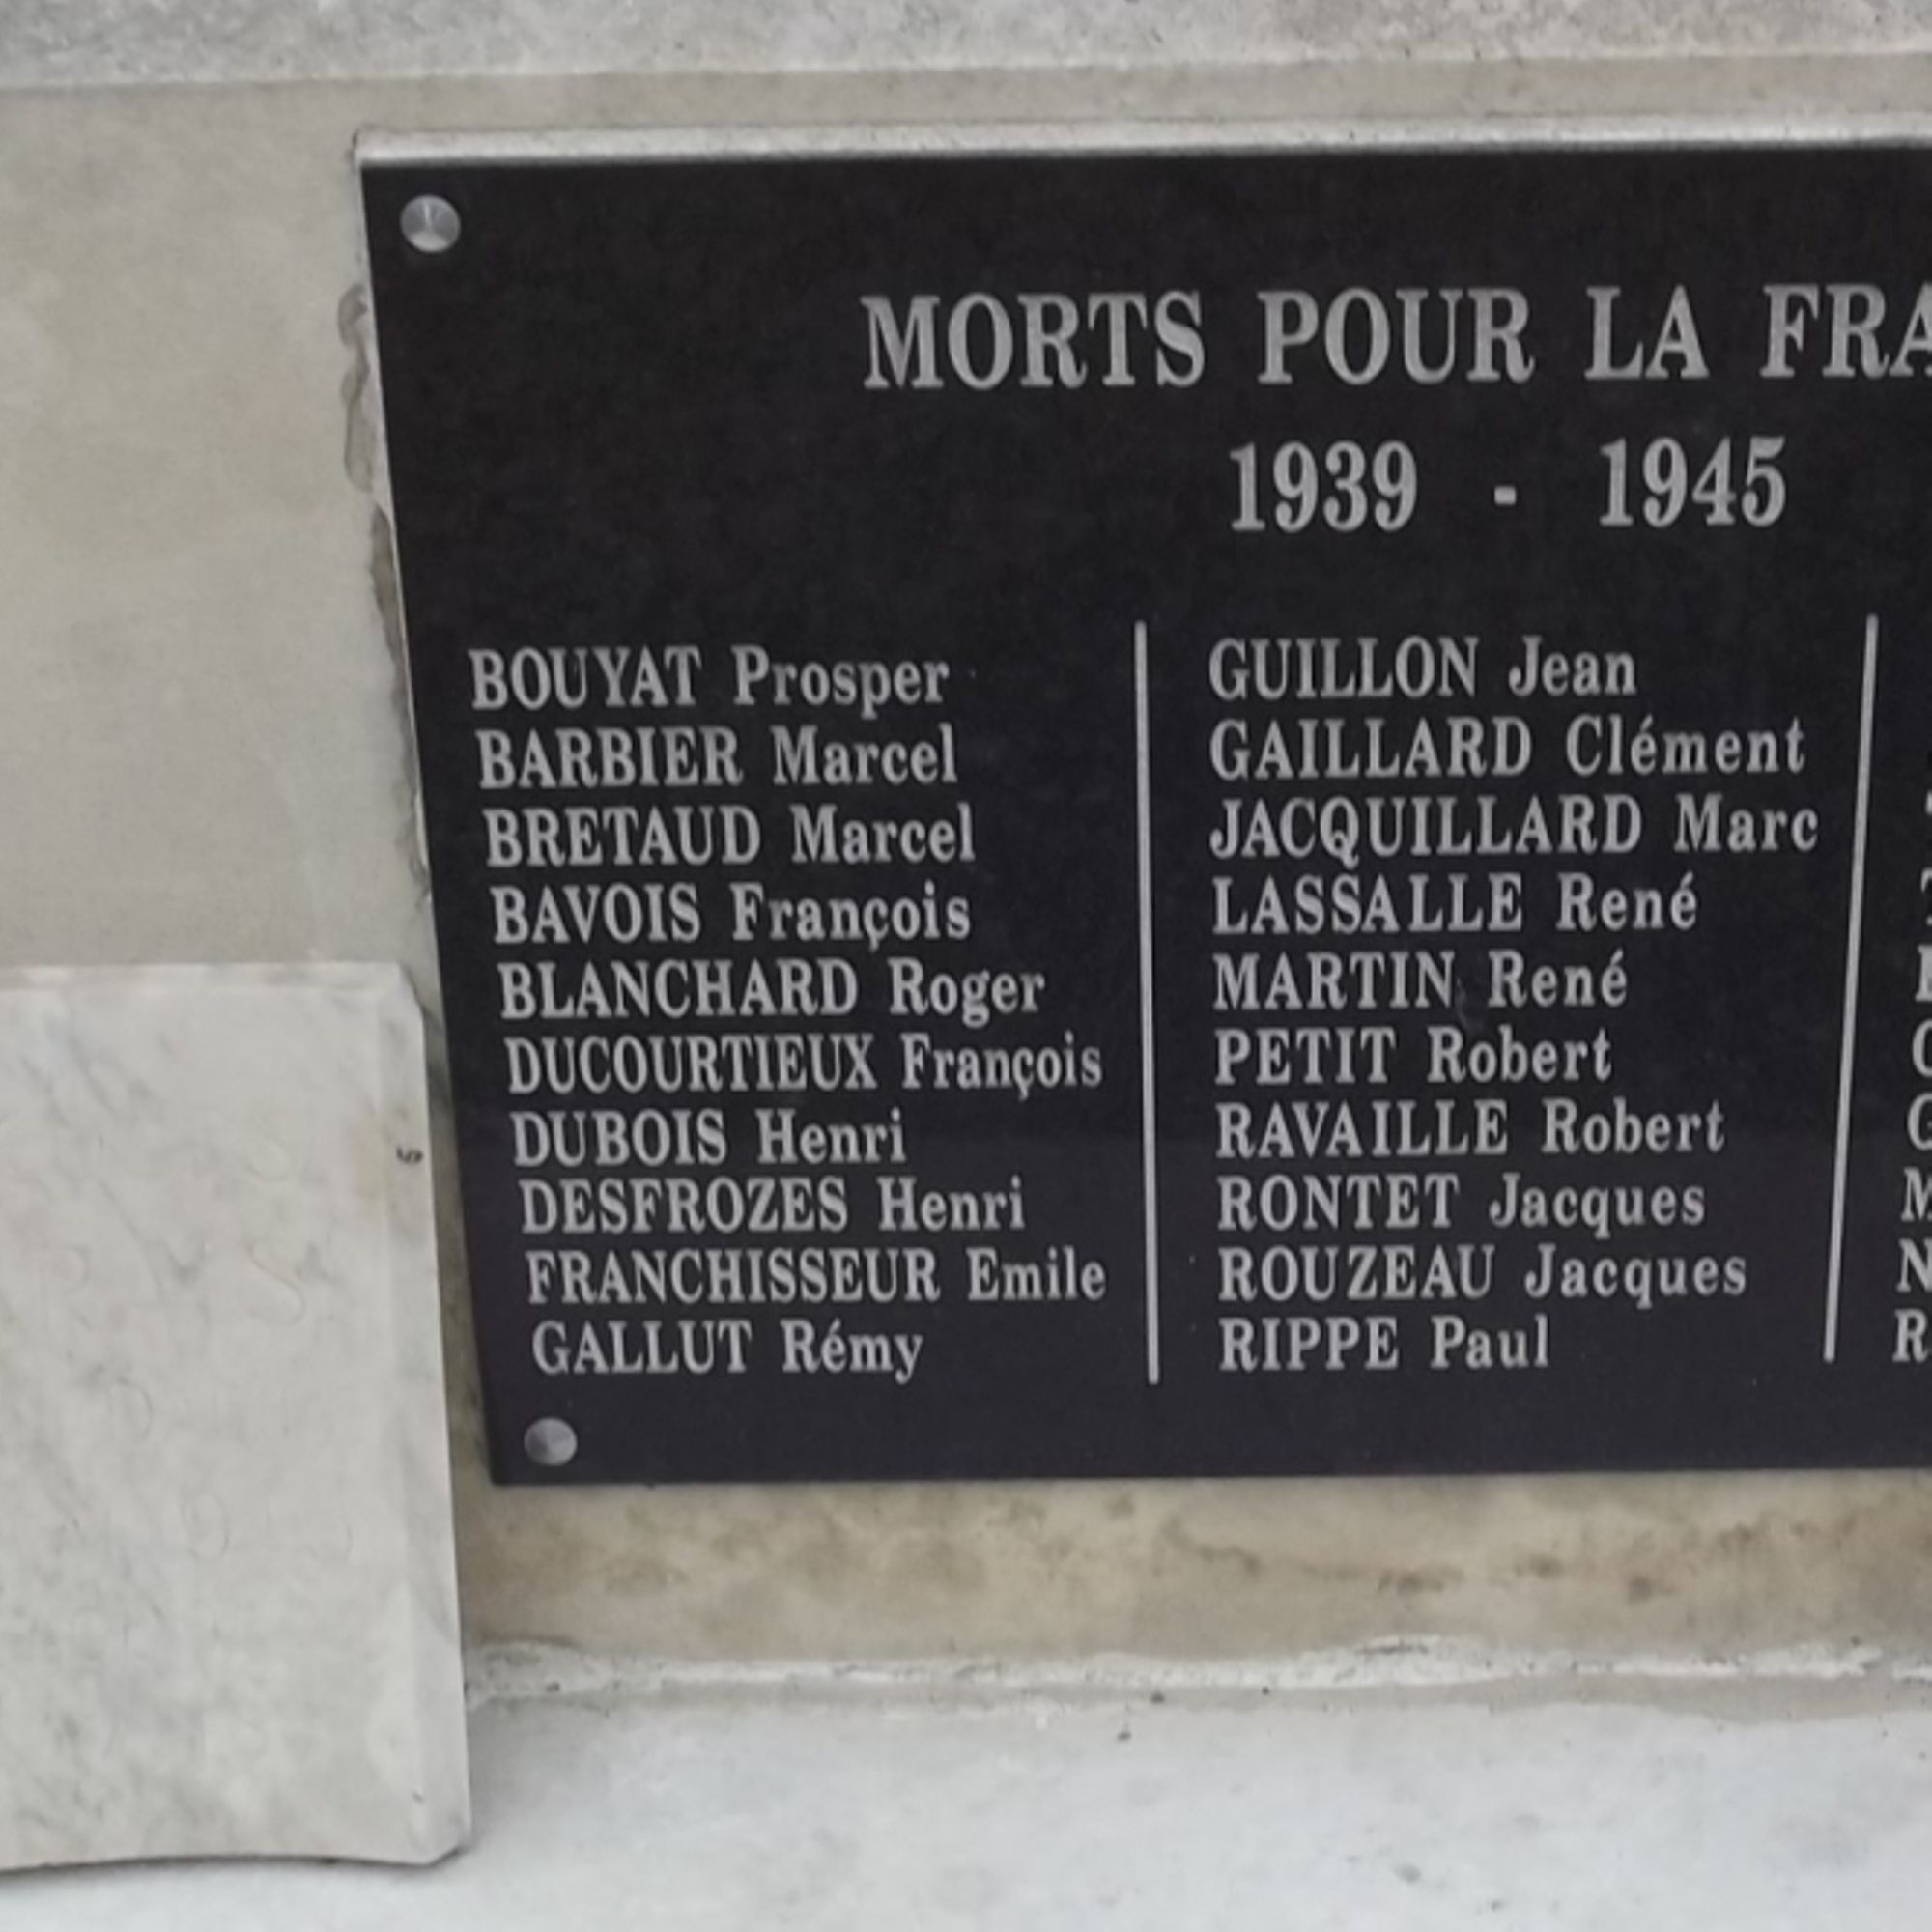 MORTS POUR LA FRA
1939 - 1945
BOUYAT Prosper
BARBIER Marcel
BRETAUD Marcel
BAVOIS François
BLANCHARD Roger
DUCOURTIEUX François
DUBOIS Henri
DESFROZES Henri
FRANCHISSEUR Emile
GALLUT Rémy
GUILLON Jean
GAILLARD Clément
JACQUILLARD Marc
LASSALLE René
MARTIN René
PETIT Robert
RAVAILLE Robert
RONTET Jacques
ROUZEAU Jacques
RIPPE Paul